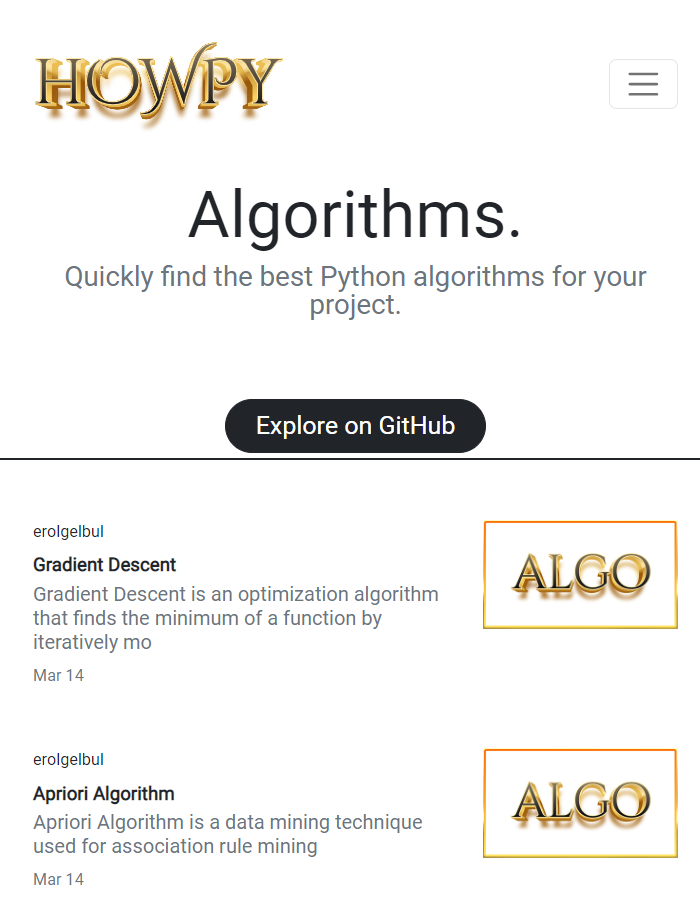 HOWPY
Algorithms.
Quickly find the best Python algorithms for your
project.
Explore on GitHub
erolgelbul
Gradient Descent
Gradient Descent is an optimization algorithm
that finds the minimum of a function by
iteratively mo
Mar 14
ALGO
erolgelbul
Apriori Algorithm
Apriori Algorithm is a data mining technique
used for association rule mining
Mar 14
ALGO